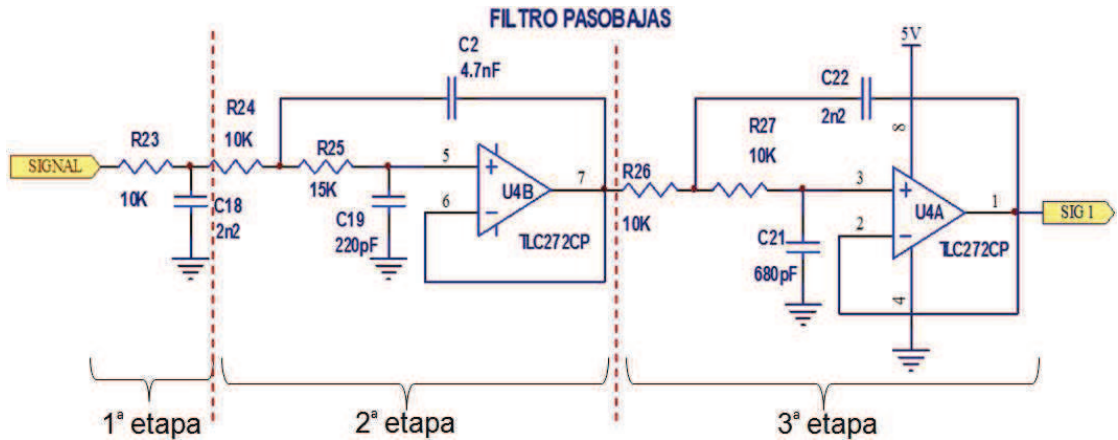 FILTRO PASOBAJAS
C2
4.7nF
5V
C22
2n2
R24
10K
R27
10K
8
R23
10K
SIGNAL
R25
15K
5
6
7
U4B
TLC272CP
R26
10K
3
2
1
U4A
TLC272CP
SIG 1
C18
2n2
C19
220pF
C21
680pF
4
1ª etapa
2ª etapa
3ª etapa